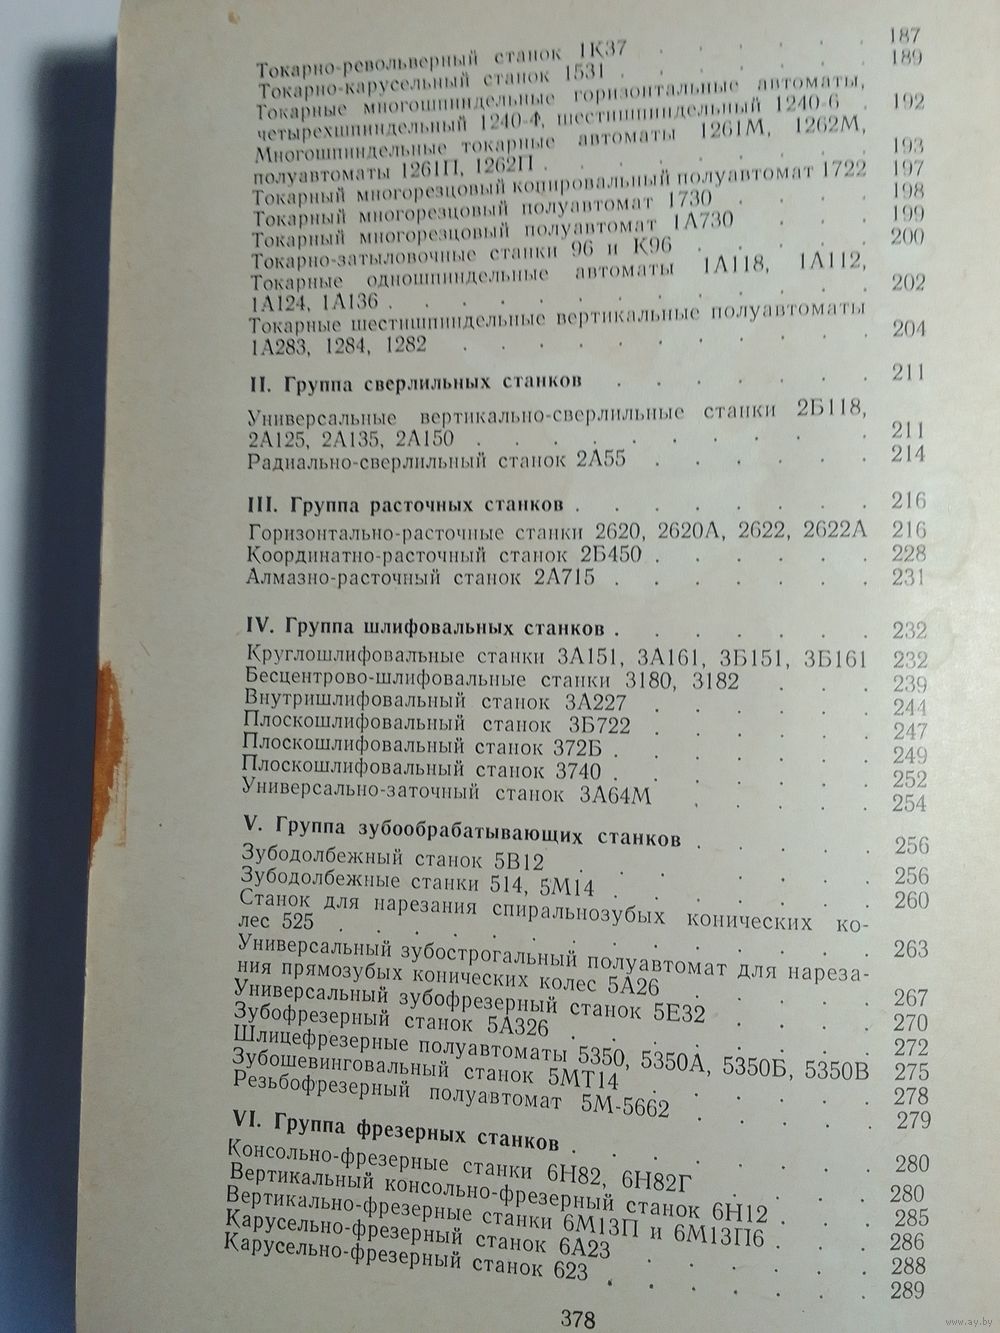 Токарно-револьверный станок 1К37 . . . . . . 187
Токарно-карусельный станок 1531 . . . . . . 189
Токарные многошпиндельные горизонтальные автоматы,
четырехшпиндельный 1240-4, шестишпиндельный 1240-6 . 192
Многошпиндельные токарные автоматы 1261М, 1262М,
полуавтоматы 1261П, 1262П . . . . . . . . 193
Токарный многорезцовый копировальный полуавтомат 1722 197
Токарный многорезцовый полуавтомат 1730 . . . . 198
Токарный многорезцовый полуавтомат 1А730 . . . 199
Токарно-затыловочные станки 96 и К96 . . . . . 200
Токарные одношпиндельные автоматы 1А118, 1А112,
1А124, 1А136 . . . . . . . . . . . . 202
Токарные шестишпиндельные вертикальные полуавтоматы
1А283, 1284, 1282 . . . . . . . . . . . 204
II. Группа сверлильных станков . . . . . . . 211
Универсальные вертикально-сверлильные станки 2Б118,
2А125, 2А135, 2А150 . . . . . . . . . . 211
Радиально-сверлильный станок 2А55 . . . . . . 214
III. Группа расточных станков . . . . . . . . 216
Горизонтально-расточные станки 2620, 2620А, 2622, 2622А 216
Координатно-расточный станок 2Б450 . . . . . . 228
Алмазно-расточный станок 2А715 . . . . . . . 231
IV. Группа шлифовальных станков . . . . . . . 232
Круглошлифовальные станки 3А151, 3А161, 3Б151, 3Б161 232
Бесцентрово-шлифовальные станки 3180, 3182 . . . 239
Внутришлифовальный станок 3А227 . . . . . . 244
Плоскошлифовальный станок 3Б722 . . . . . . 247
Плоскошлифовальный станок 372Б . . . . . . . 249
Плоскошлифовальный станок 3740 . . . . . . . 252
Универсально-заточный станок 3А64М . . . . . 254
V. Группа зубообрабатывающих станков . . . . . 256
Зубодолбежный станок 5В12 . . . . . . . . 256
Зубодолбежные станки 514, 5М14 . . . . . . . 260
Станок для нарезания спиральнозубых конических ко-
лес 525 . . . . . . . . . . . . . 263
Универсальный зубострогальный полуавтомат для нареза-
ния прямозубых конических колес 5А26 . . . . . 267
Универсальный зубофрезерный станок 5Е32 . . . . 270
Зубофрезерный станок 5А326 . . . . . . . . 272
Шлицефрезерные полуавтоматы 5350, 5350А, 5350Б, 5350В 275
Зубошевинговальный станок 5МТ14 . . . . . . 278
Резьбофрезерный полуавтомат 5М-5662 . . . . . 279
VI. Группа фрезерных станков . . . . . . . . 280
Консольно-фрезерные станки 6Н82, 6Н82Г . . . . 280
Вертикальный консольно-фрезерный станок 6Н12 . . . 285
Вертикально-фрезерные станки 6М13П и 6М13П6 . . . 286
Карусельно-фрезерный станок 6А23 . . . . . . 288
Карусельно-фрезерный станок 623 . . . . . . . 289
378
www.ay.by